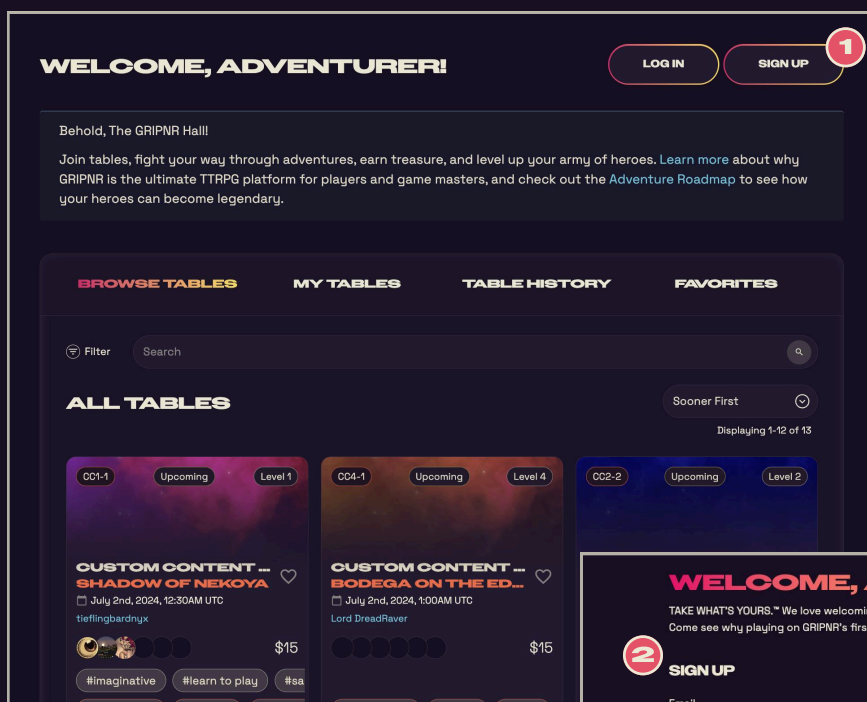 WELCOME, ADVENTURER!
LOG IN
SIGN UP
1
Behold, The GRIPNR Hall!
Join tables, fight your way through adventures, earn treasure, and level up your army of heroes. Learn more about why
GRIPNR is the ultimate TTRPG platform for players and game masters, and check out the Adventure Roadmap to see how
your heroes can become legendary.
BROWSE TABLES
MY TABLES
TABLE HISTORY
FAVORITES
Filter
Search
ALL TABLES
Sooner First
Displaying 1-12 of 13
CC1-1
Upcoming
Level 1
CUSTOM CONTENT ...
SHADOW OF NEKOYA
July 2nd, 2024, 12:30AM UTC
tieflingbardnyx
$15
#imaginative
#learn to play
#sa
CC4-1
Upcoming
Level 4
CUSTOM CONTENT ...
BODEGA ON THE ED...
July 2nd, 2024, 1:00AM UTC
Lord DreadRaver
$15
CC2-2
Upcoming
Level 2
WELCOME,
TAKE WHAT'S YOURS.™ We love welcomin
Come see why playing on GRIPNR's firs
2
SIGN UP